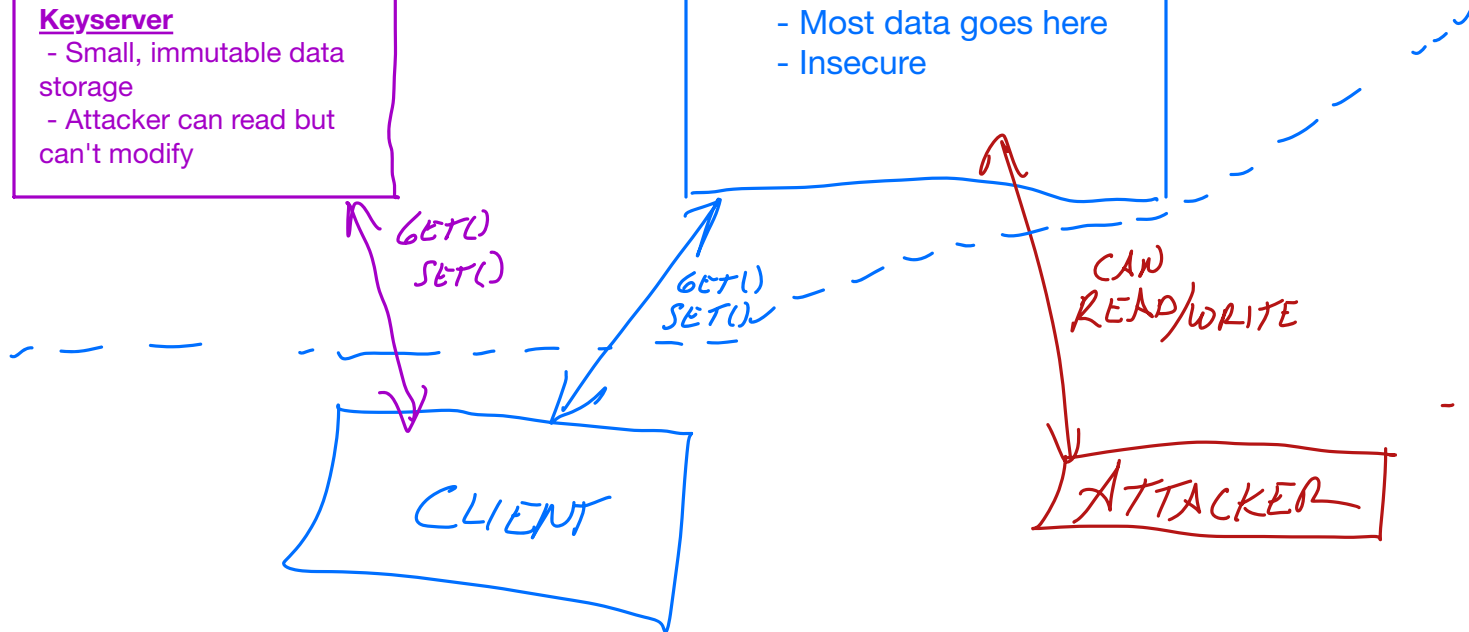 Keyserver
- Small, immutable data
storage
- Attacker can read but
can't modify
- Most data goes here
- Insecure
GET()
SET()
GET()
SET()
CAN
READ/WRITE
CLIENT
ATTACKER